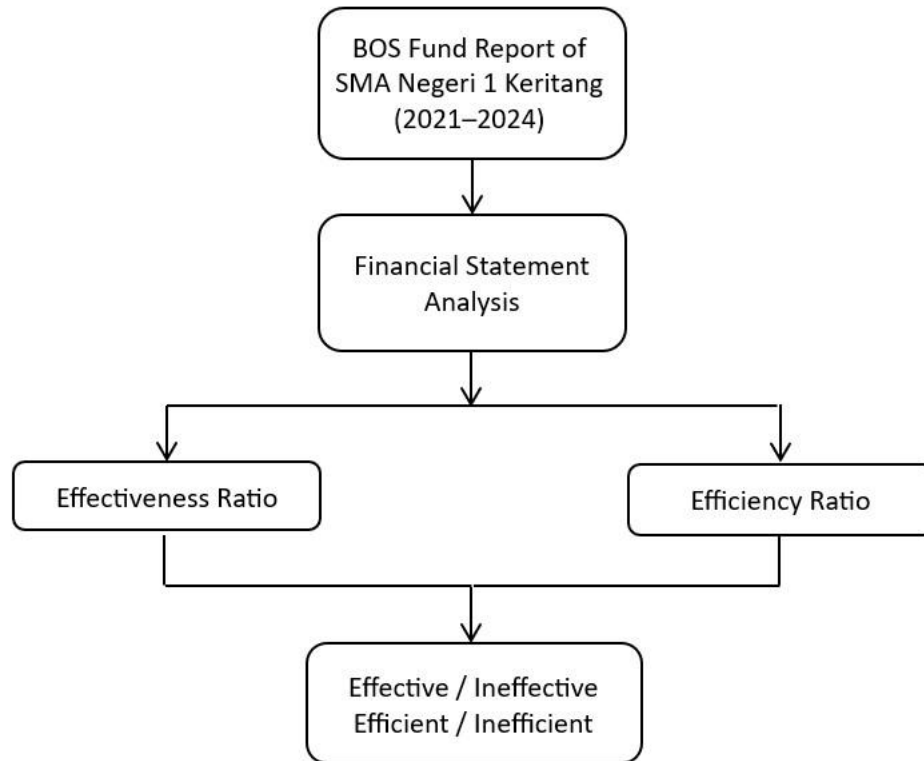 BOS Fund Report of
SMA Negeri 1 Keritang
(2021–2024)
Financial Statement
Analysis
Effectiveness Ratio
Efficiency Ratio
Effective / Ineffective
Efficient / Inefficient